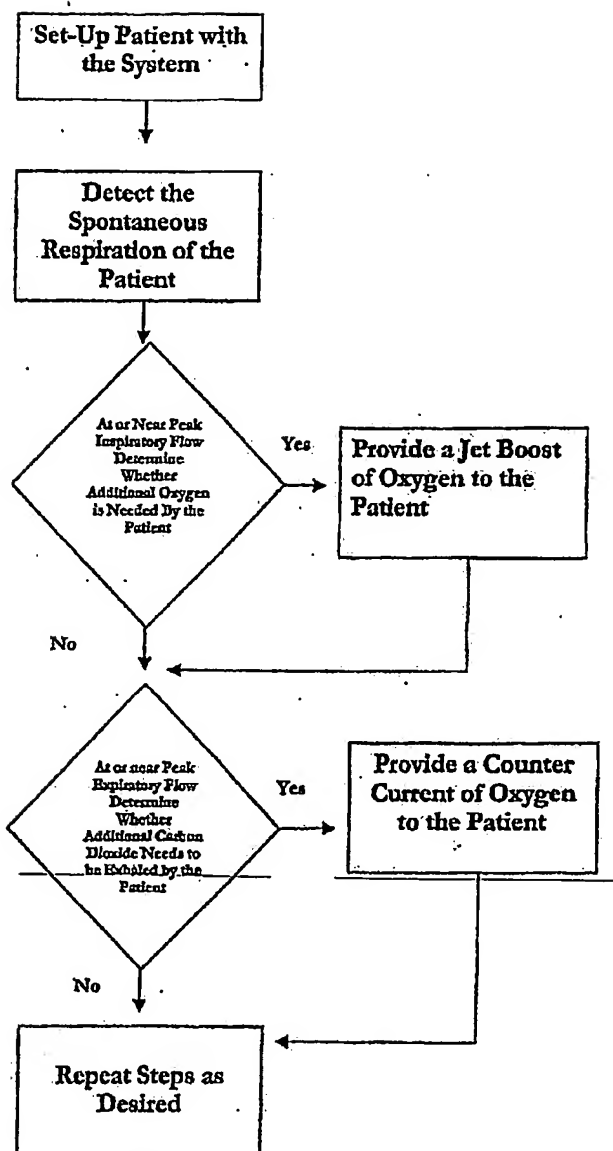 Set-Up Patient with
the System
Detect the
Spontaneous
Respiration of the
Patient
At or Near Peak
Inspiratory Flow
Determine
Whether
Additional Oxygen
is Needed By the
Patient
Yes
Provide a Jet Boost
of Oxygen to the
Patient
No
At or near Peak
Expiratory Flow
Determine
Whether
Additional Carbon
Dioxide Needs to
be Exhaled by the
Patient
Yes
Provide a Counter
Current of Oxygen
to the Patient
No
Repeat Steps as
Desired